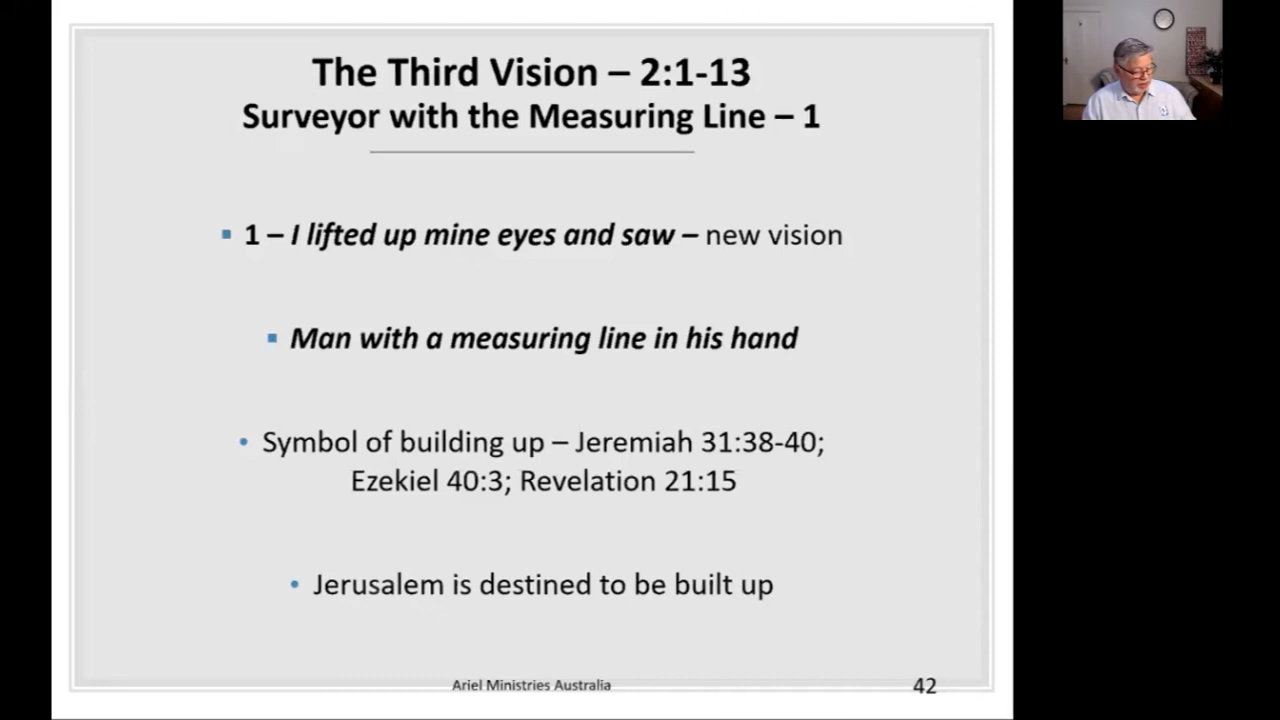 The Third Vision – 2:1-13
Surveyor with the Measuring Line – 1
▪ 1 – I lifted up mine eyes and saw – new vision
▪ Man with a measuring line in his hand
• Symbol of building up – Jeremiah 31:38-40;
Ezekiel 40:3; Revelation 21:15
• Jerusalem is destined to be built up
Ariel Ministries Australia
42